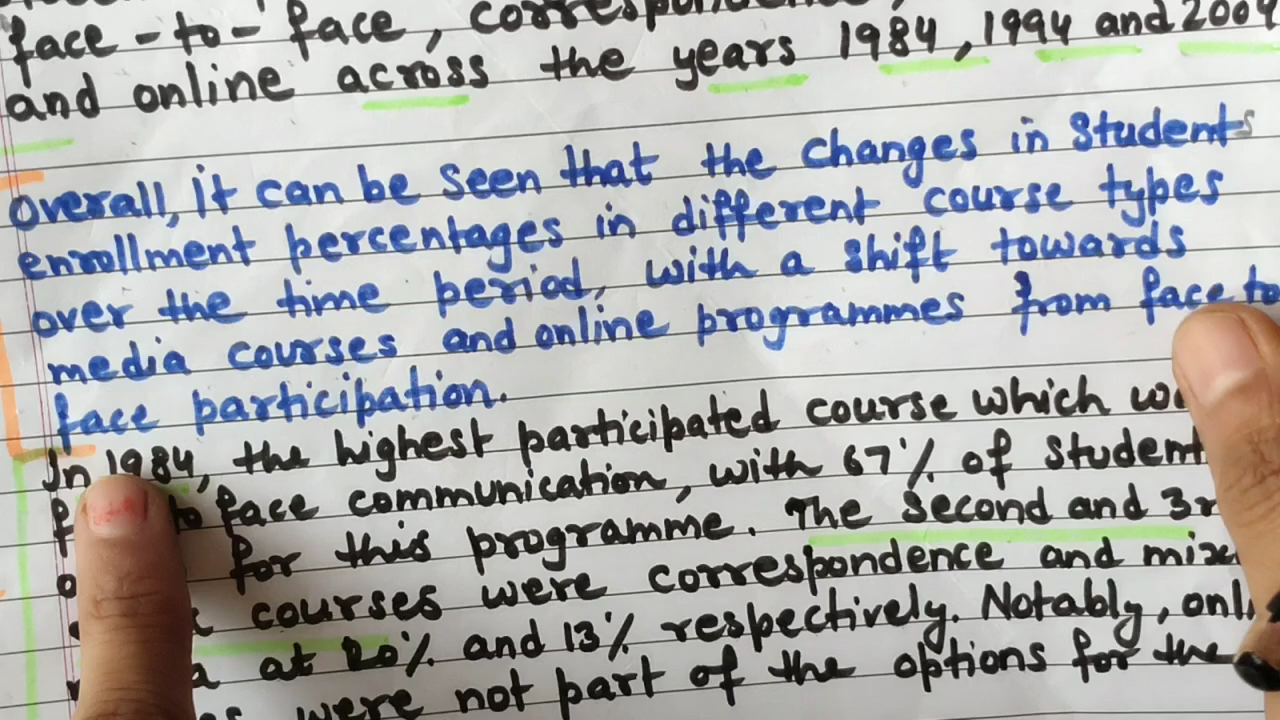 face-to-face, correspondence,
and online across the years 1984, 1994 and 2004
Overall, it can be seen that the changes in students
enrollment percentages in different course types
over the time period, with a shift towards
media courses and online programmes from face to
face participation.
In 1984, the highest participated course which
to face communication, with 67% of student
for this programme. The second and 3r
courses were correspondence and mixe
at 20% and 13% respectively. Notably, onl
were not part of the options for the